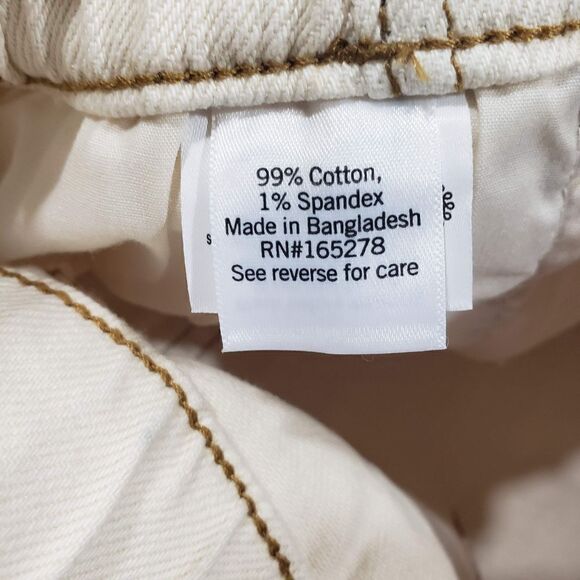 99% Cotton,
1% Spandex
Made in Bangladesh
RN#165278
See reverse for care